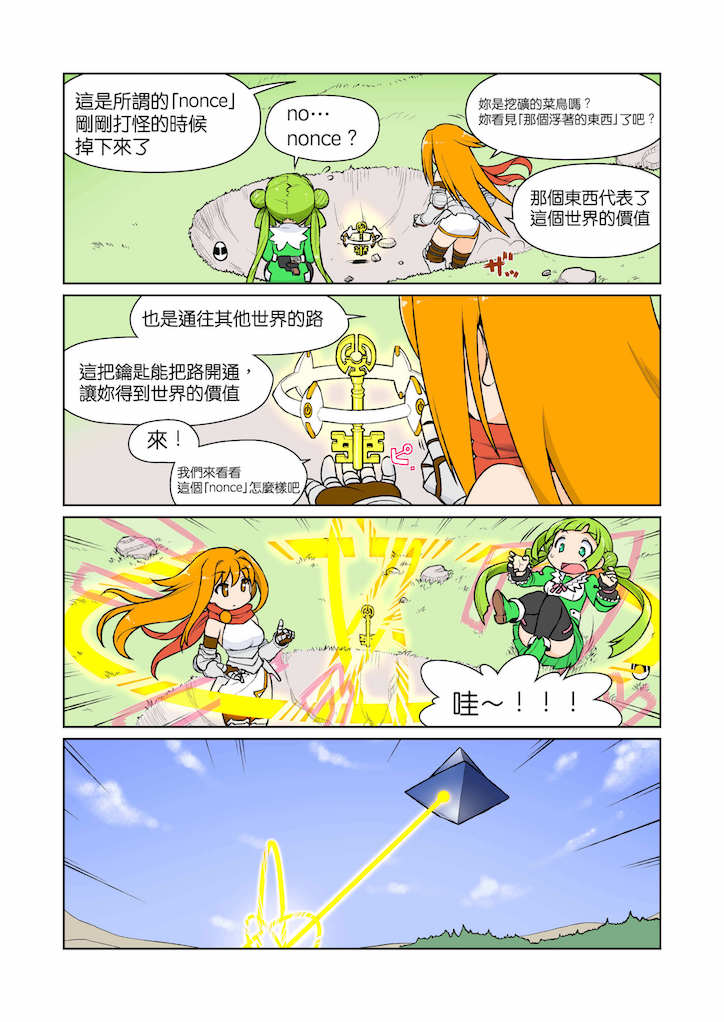 妳是挖礦的菜鳥嗎？
妳看見「那個浮著的東西」了吧？
no…
nonce？
這是所謂的「nonce」
剛剛打怪的時候
掉下來了
那個東西代表了
這個世界的價值
ザッ
也是通往其他世界的路
這把鑰匙能把路開通，
讓妳得到世界的價值
來！
我們來看看
這個「nonce」怎麼樣吧
ピ.
哇～！！！